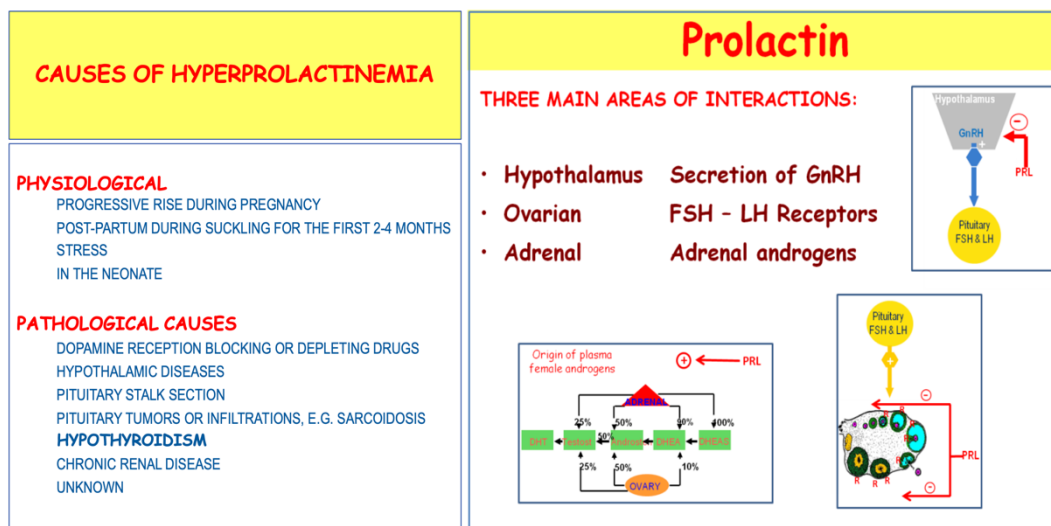 CAUSES OF HYPERPROLACTINEMIA
PHYSIOLOGICAL
PROGRESSIVE RISE DURING PREGNANCY
POST-PARTUM DURING SUCKLING FOR THE FIRST 2-4 MONTHS
STRESS
IN THE NEONATE
PATHOLOGICAL CAUSES
DOPAMINE RECEPTION BLOCKING OR DEPLETING DRUGS
HYPOTHALAMIC DISEASES
PITUITARY STALK SECTION
PITUITARY TUMORS OR INFILTRATIONS, E.G. SARCOIDOSIS
HYPOTHYROIDISM
CHRONIC RENAL DISEASE
UNKNOWN
Prolactin
THREE MAIN AREAS OF INTERACTIONS:
• Hypothalamus Secretion of GnRH
• Ovarian FSH - LH Receptors
• Adrenal Adrenal androgens
Hypothalamus
GnRH
+
−
PRL
Pituitary
FSH & LH
Origin of plasma
female androgens
+
PRL
ADRENAL
25% 50% 90% 100%
50%
DHT Testost Androst DHEA DHEAS
25% 50% 10%
OVARY
Pituitary
FSH & LH
+
−
R R
R
R
PRL
R R R
−